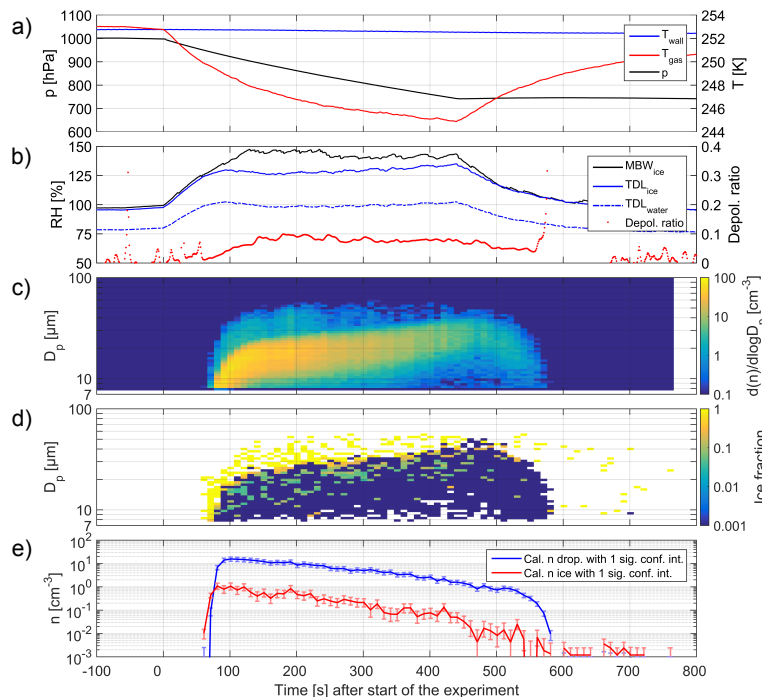 a)
1100
1000
900
800
700
600
p [hPa]
254
252
250
248
246
244
T [K]
T_wall
T_gas
p
b)
150
125
100
75
50
RH [%]
0.4
0.3
0.2
0.1
0
Depol. ratio
MBW_ice
TDL_ice
TDL_water
Depol. ratio
c)
100
10
7
D_p [µm]
100
10
1
0.1
d(n)/dlogD_p [cm^-3]
d)
100
10
7
D_p [µm]
1
0.1
0.01
0.001
Ice fraction
e)
10^2
10^1
10^0
10^-1
10^-2
10^-3
n [cm^-3]
Cal. n drop. with 1 sig. conf. int.
Cal. n ice with 1 sig. conf. int.
-100 0 100 200 300 400 500 600 700 800
Time [s] after start of the experiment